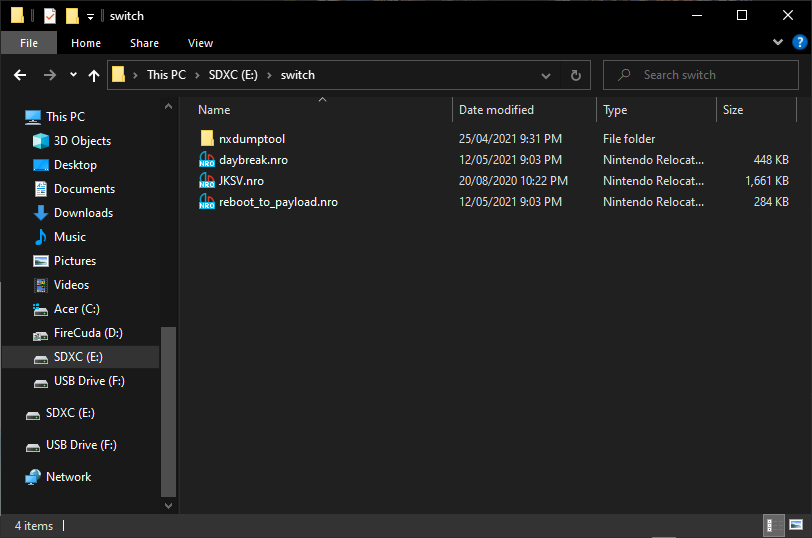 switch
File Home Share View
This PC SDXC (E:) switch Search switch
Name Date modified Type Size
nxdumptool 25/04/2021 9:31 PM File folder
NRO daybreak.nro 12/05/2021 9:03 PM Nintendo Relocat... 448 KB
NRO JKSV.nro 20/08/2020 10:22 PM Nintendo Relocat... 1,661 KB
NRO reboot_to_payload.nro 12/05/2021 9:03 PM Nintendo Relocat... 284 KB
This PC
3D Objects
Desktop
Documents
Downloads
Music
Pictures
Videos
Acer (C:)
FireCuda (D:)
SDXC (E:)
USB Drive (F:)
SDXC (E:)
USB Drive (F:)
Network
4 items